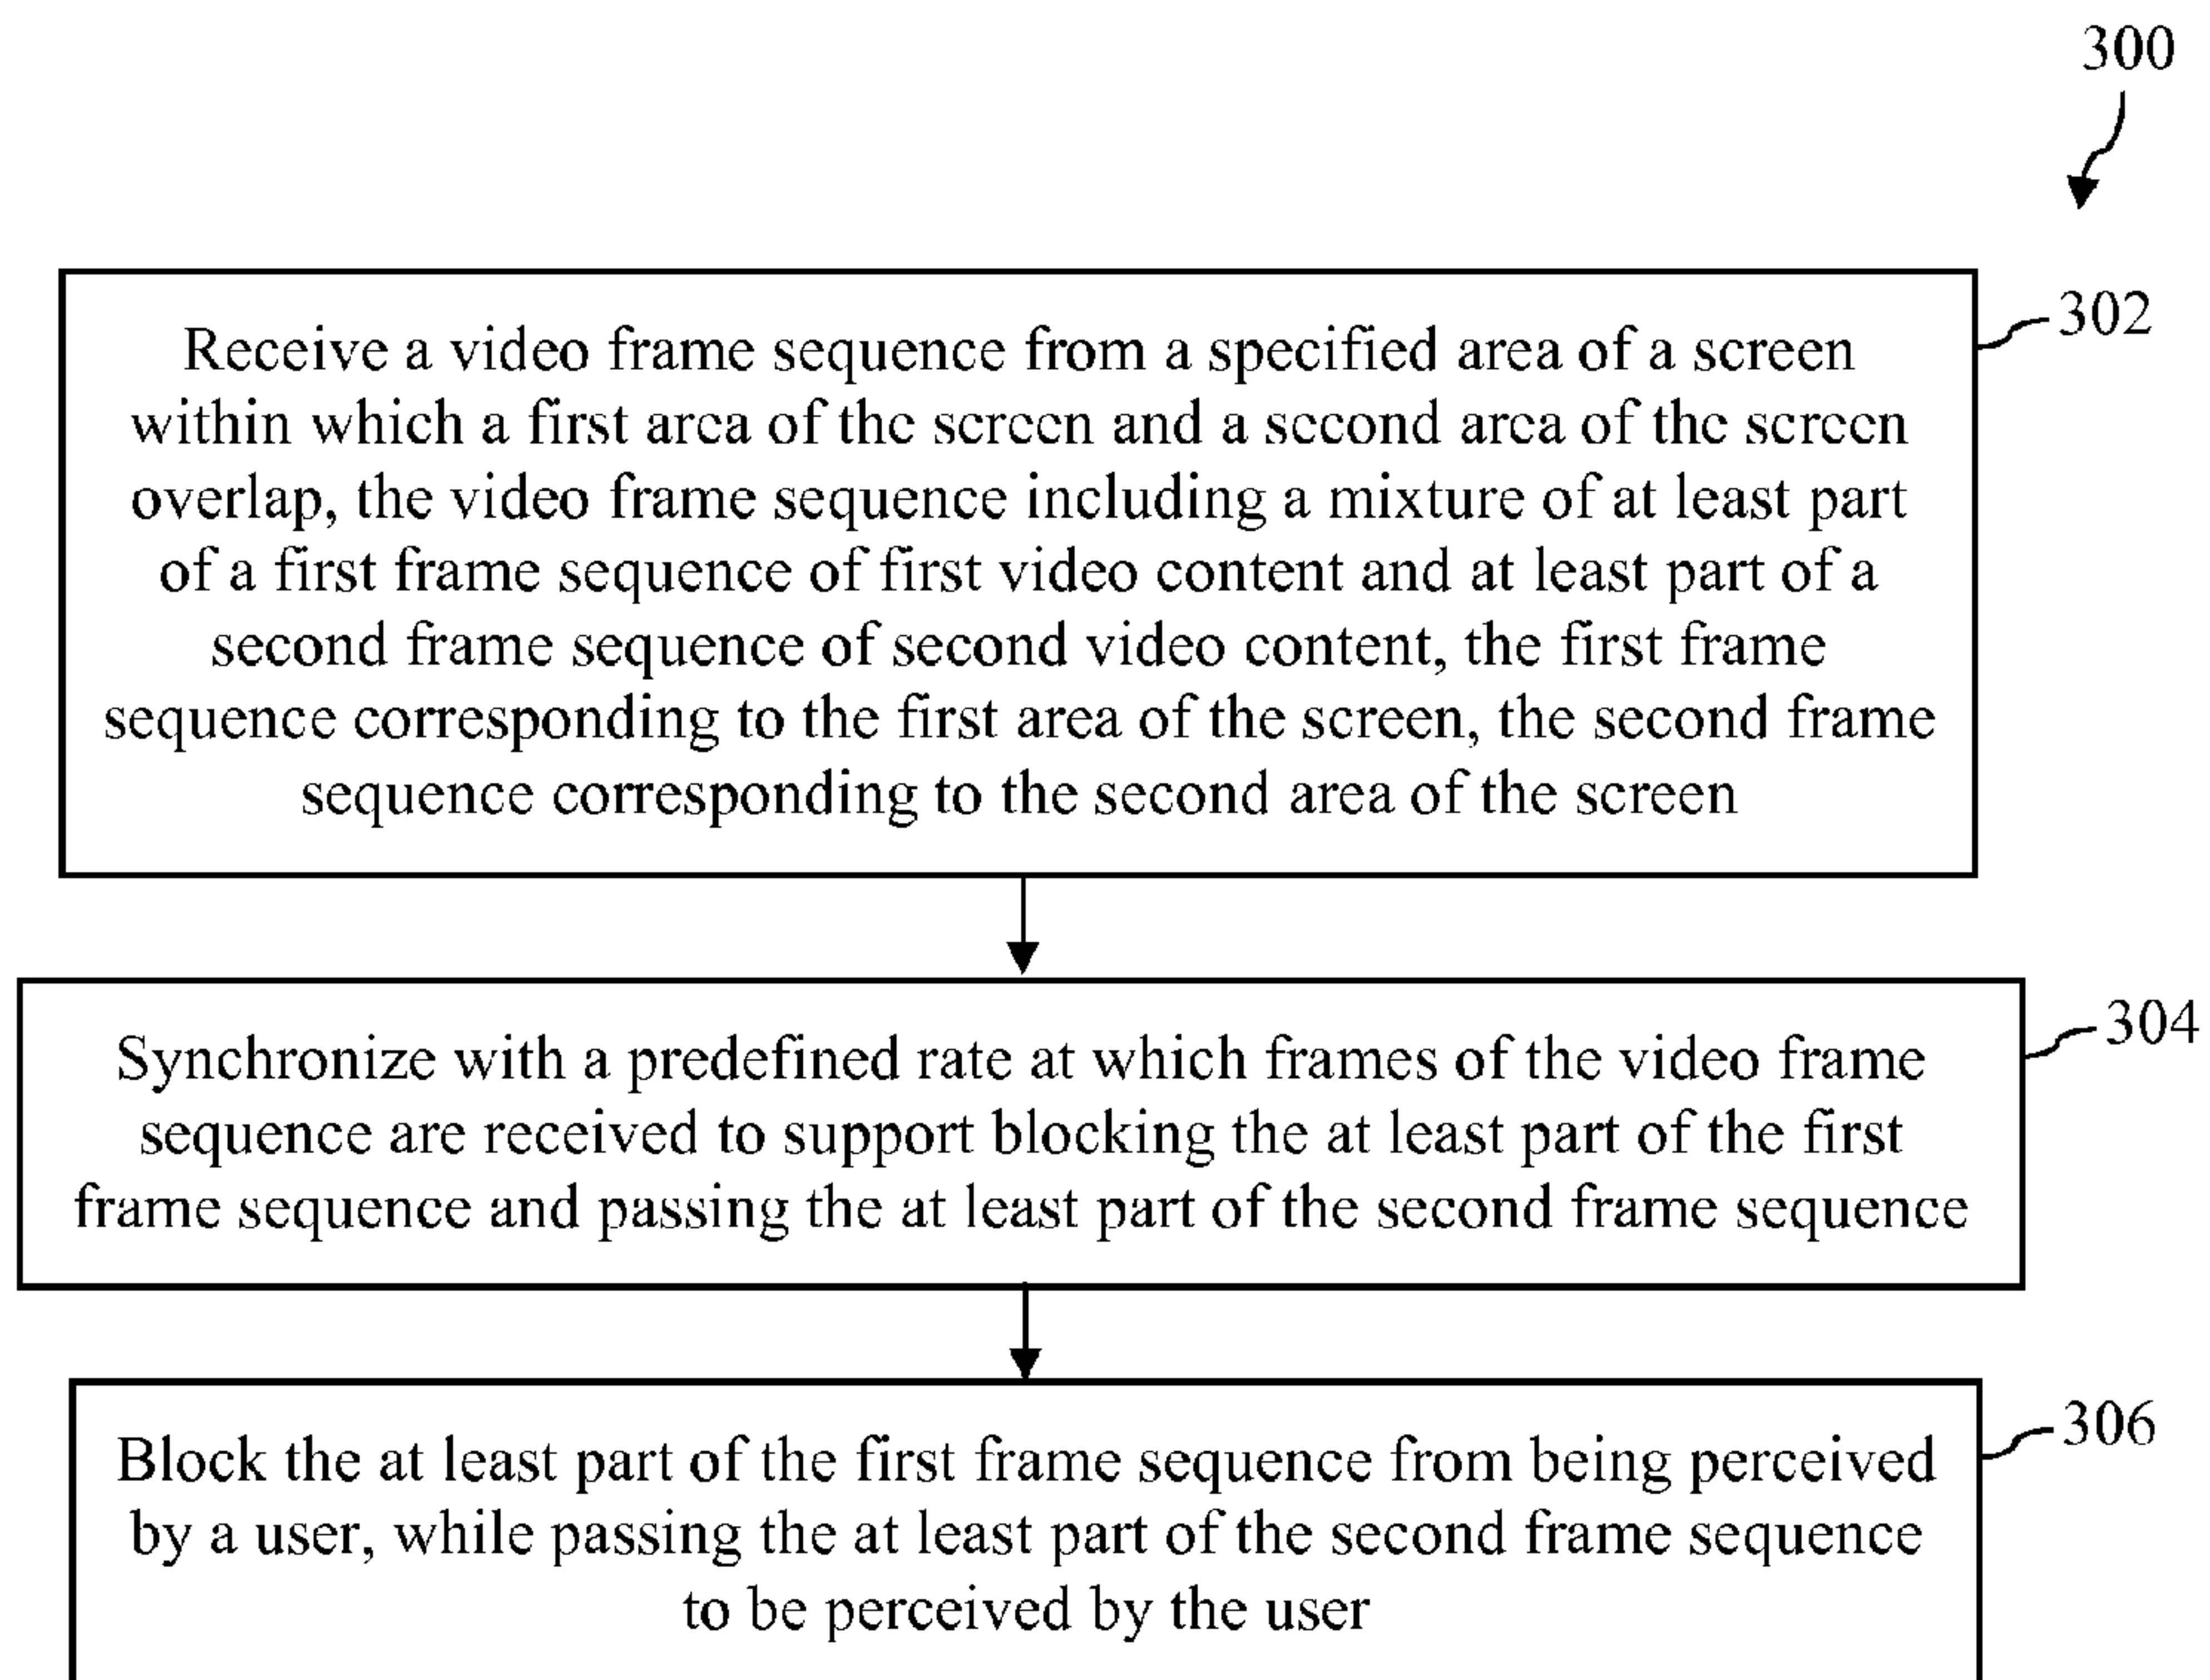 300
302
Receive a video frame sequence from a specified area of a screen
within which a first area of the screen and a second area of the screen
overlap, the video frame sequence including a mixture of at least part
of a first frame sequence of first video content and at least part of a
second frame sequence of second video content, the first frame
sequence corresponding to the first area of the screen, the second frame
sequence corresponding to the second area of the screen
304
Synchronize with a predefined rate at which frames of the video frame
sequence are received to support blocking the at least part of the first
frame sequence and passing the at least part of the second frame sequence
306
Block the at least part of the first frame sequence from being perceived
by a user, while passing the at least part of the second frame sequence
to be perceived by the user